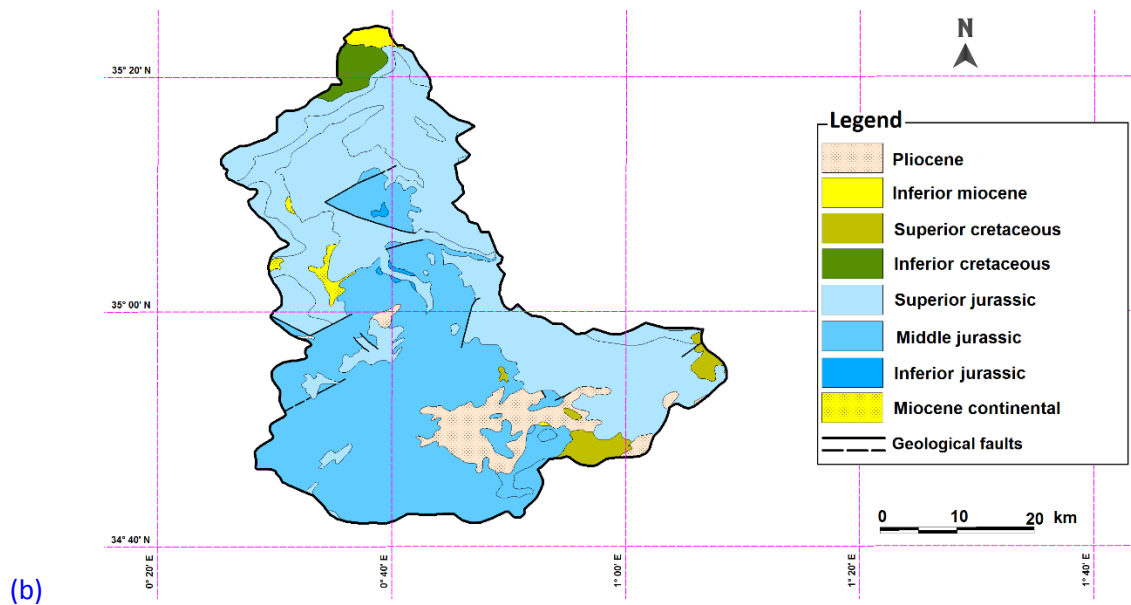 N
35° 20' N
Legend
Pliocene
Inferior miocene
Superior cretaceous
Inferior cretaceous
Superior jurassic
35° 00' N
Middle jurassic
Inferior jurassic
Miocene continental
Geological faults
0 10 20 km
34° 40' N
0° 20' E
0° 40' E
1° 00' E
1° 20' E
1° 40' E
(b)